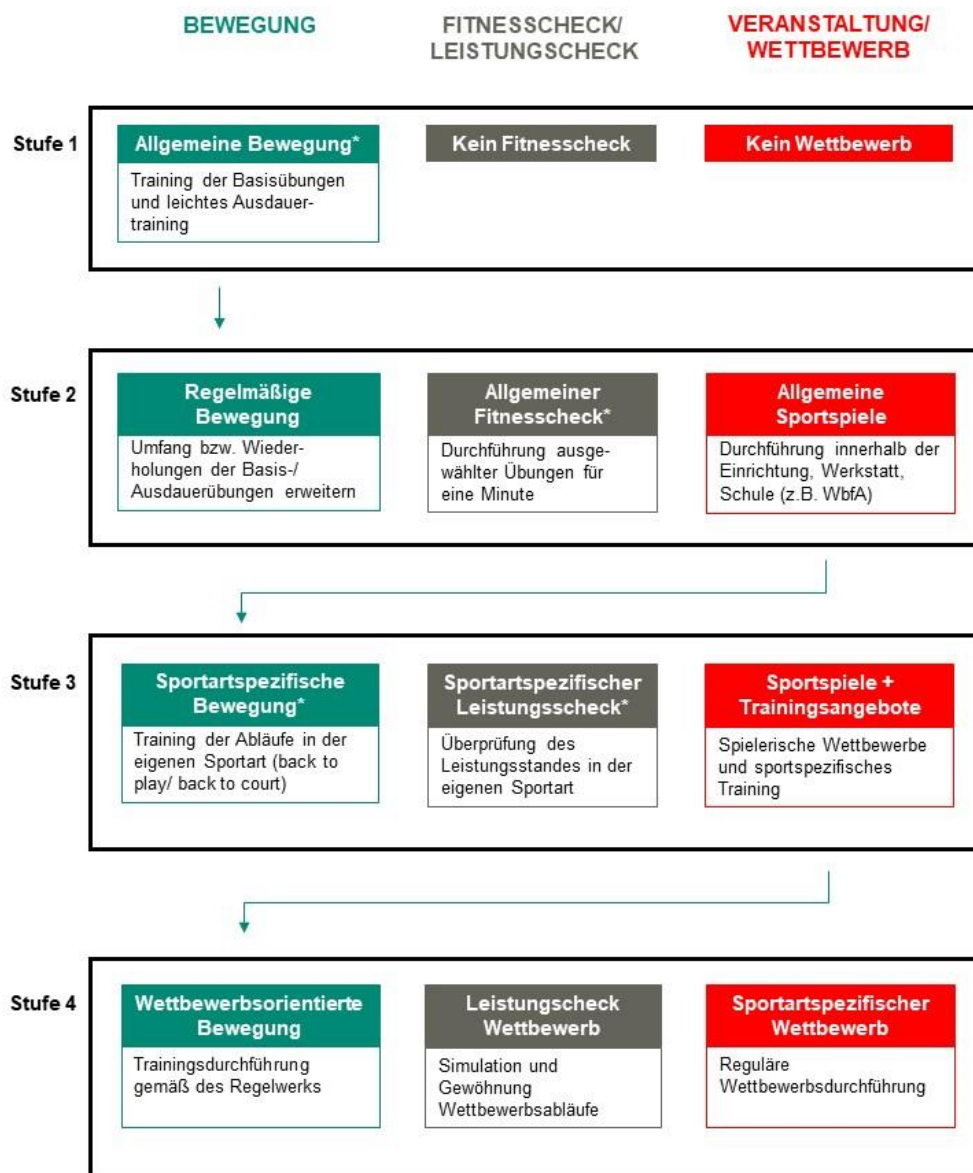 BEWEGUNG
FITNESSCHECK/
LEISTUNGSCHECK
VERANSTALTUNG/
WETTBEWERB
Stufe 1
Allgemeine Bewegung*
Training der Basisübungen
und leichtes Ausdauer-
training
Kein Fitnesscheck
Kein Wettbewerb
Stufe 2
Regelmäßige
Bewegung
Umfang bzw. Wieder-
holungen der Basis-/
Ausdauerübungen erweitern
Allgemeiner
Fitnesscheck*
Durchführung ausge-
wählter Übungen für
eine Minute
Allgemeine
Sportspiele
Durchführung innerhalb der
Einrichtung, Werkstatt,
Schule (z.B. WbfA)
Stufe 3
Sportartspezifische
Bewegung*
Training der Abläufe in der
eigenen Sportart (back to
play/ back to court)
Sportartspezifischer
Leistungsscheck*
Überprüfung des
Leistungsstandes in der
eigenen Sportart
Sportspiele +
Trainingsangebote
Spielerische Wettbewerbe
und sportspezifisches
Training
Stufe 4
Wettbewerbsorientierte
Bewegung
Trainingsdurchführung
gemäß des Regelwerks
Leistungscheck
Wettbewerb
Simulation und
Gewöhnung
Wettbewerbsabläufe
Sportartspezifischer
Wettbewerb
Reguläre
Wettbewerbsdurchführung